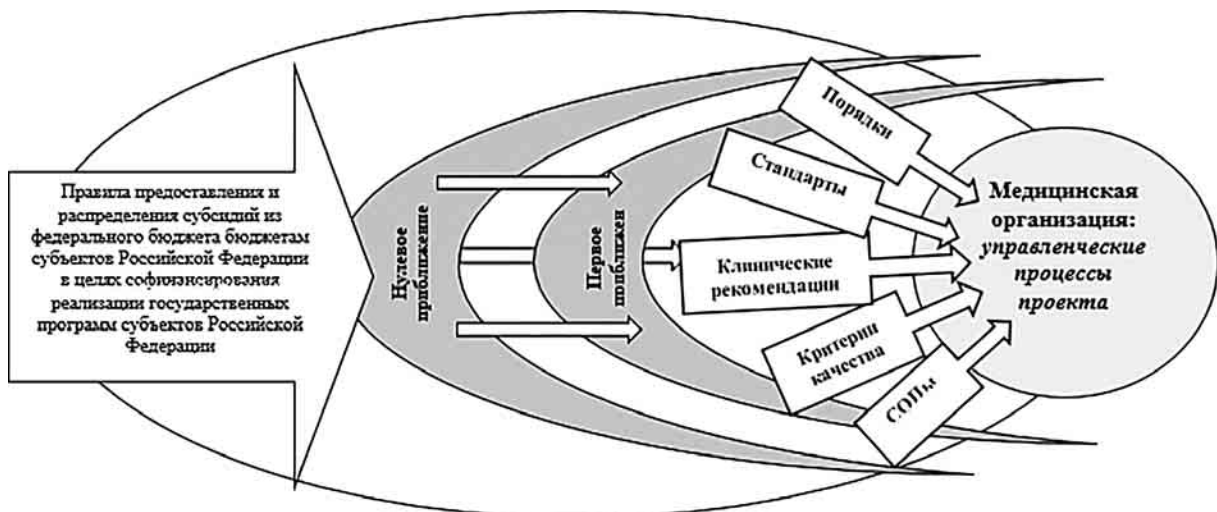 Правила предоставления и
распределения субсидий из
федерального бюджета бюджетам
субъектов Российской Федерации
в целях софинансирования
реализации государственных
программ субъектов Российской
Федерации
Нулевое
приближение
Первое
приближен
Порядки
Стандарты
Клинические
рекомендации
Критерии
качества
СОПы
Медицинская
организация:
управленческие
процессы
проекта